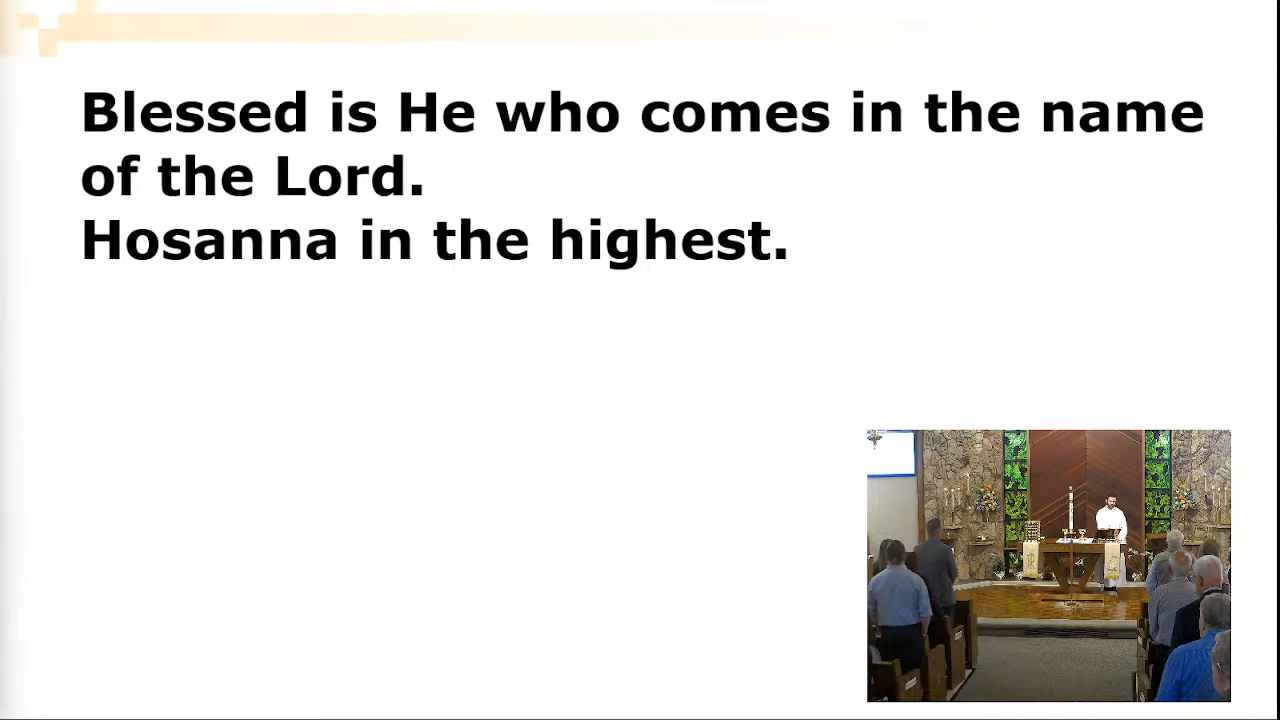 Blessed is He who comes in the name
of the Lord.
Hosanna in the highest.